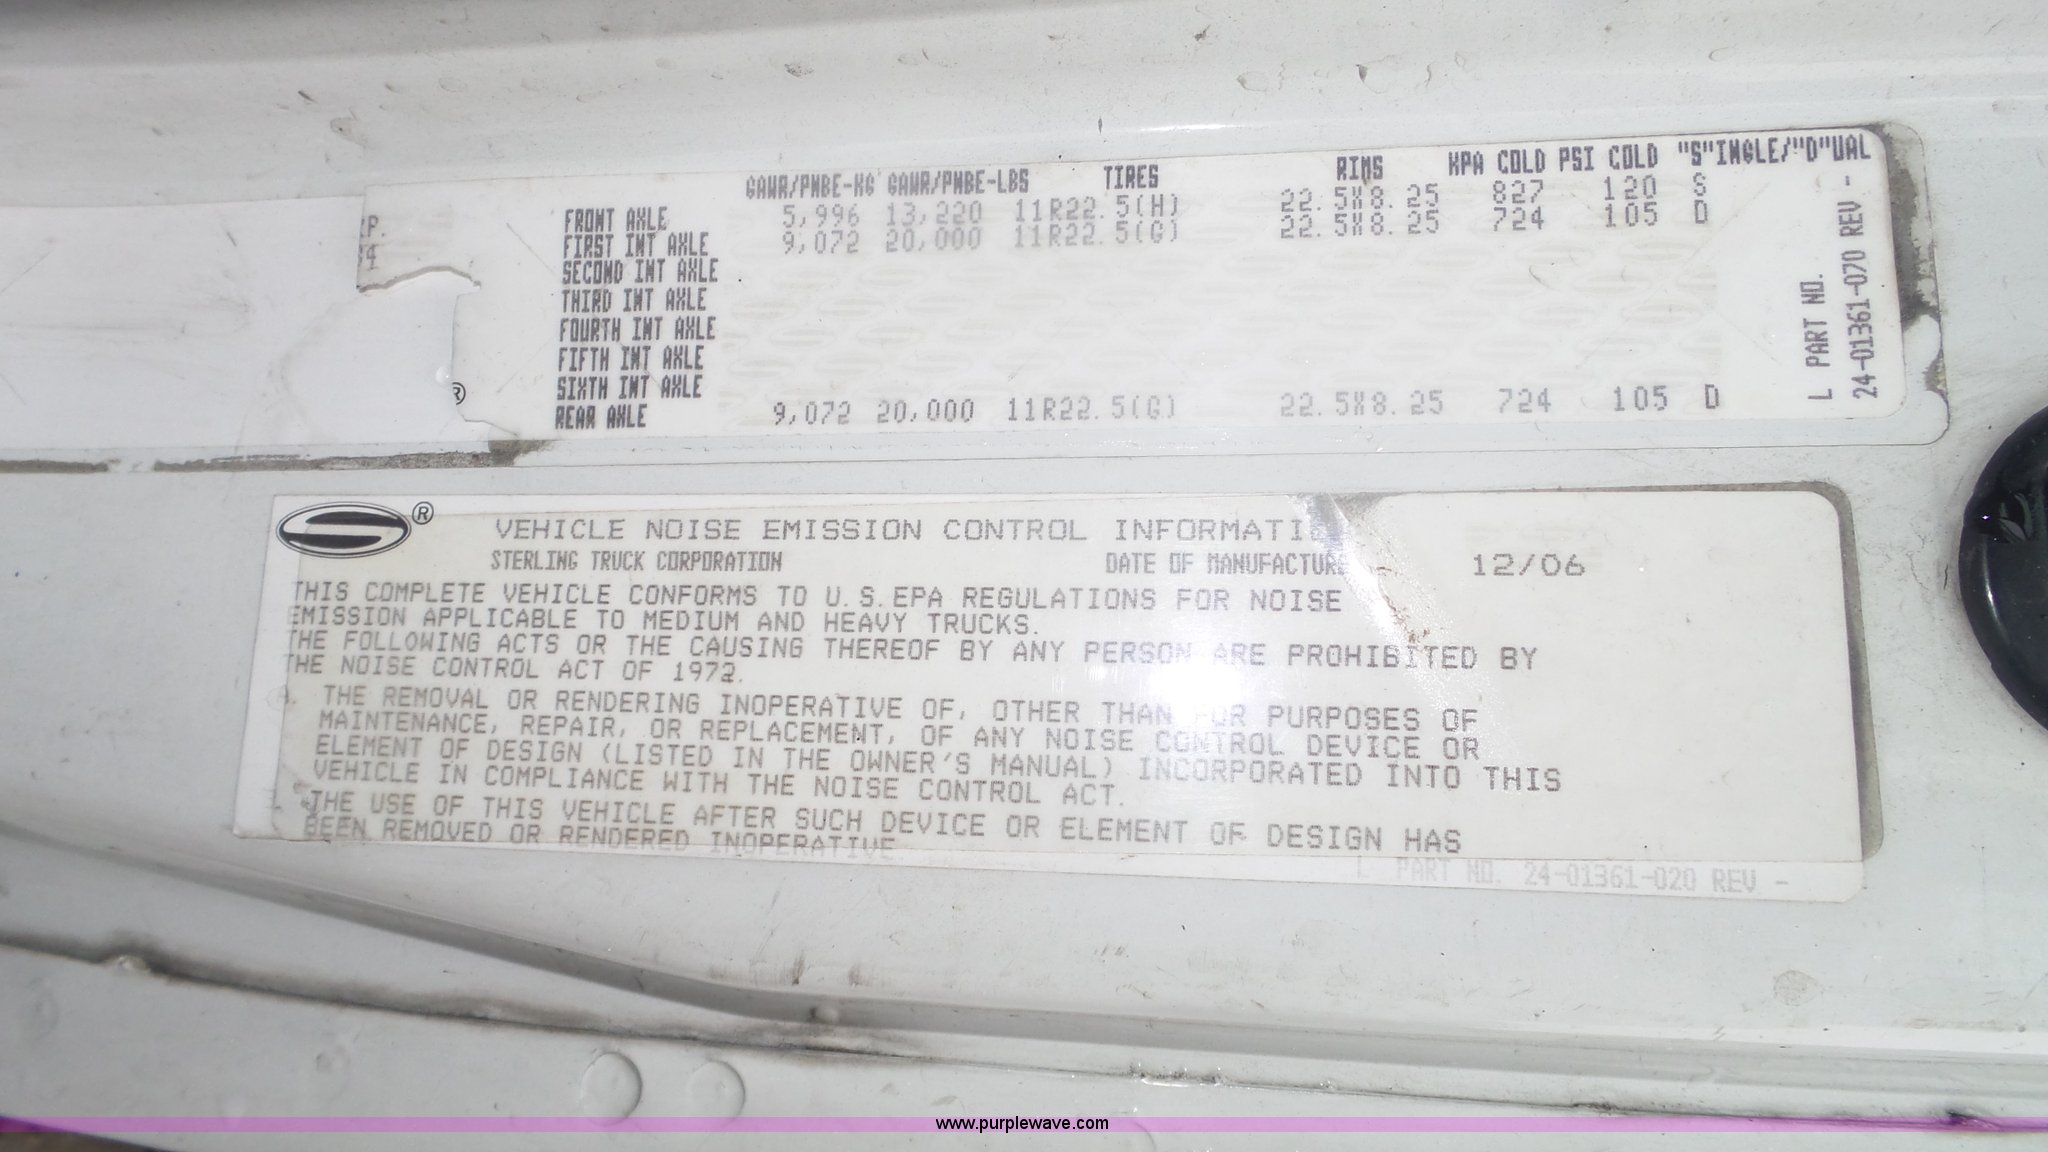 GAWR/PNBE-KG GAWR/PNBE-LBS TIRES RIMS KPA COLD PSI COLD "S"INGLE/"D"UAL
FRONT AXLE 5,996 13,220 11R22.5(H) 22.5X8.25 827 120 S
FIRST INT AXLE 9,072 20,000 11R22.5(G) 22.5X8.25 724 105 D
SECOND INT AXLE
THIRD INT AXLE
FOURTH INT AXLE
FIFTH INT AXLE
SIXTH INT AXLE
REAR AXLE 9,072 20,000 11R22.5(G) 22.5X8.25 724 105 D
®
L PART NO.
24-01361-070 REV -
® VEHICLE NOISE EMISSION CONTROL INFORMATI
STERLING TRUCK CORPORATION DATE OF MANUFACTURE 12/06
THIS COMPLETE VEHICLE CONFORMS TO U.S.EPA REGULATIONS FOR NOISE
EMISSION APPLICABLE TO MEDIUM AND HEAVY TRUCKS.
THE FOLLOWING ACTS OR THE CAUSING THEREOF BY ANY PERSON ARE PROHIBITED BY
THE NOISE CONTROL ACT OF 1972.
THE REMOVAL OR RENDERING INOPERATIVE OF, OTHER THAN FOR PURPOSES OF
MAINTENANCE, REPAIR, OR REPLACEMENT, OF ANY NOISE CONTROL DEVICE OR
ELEMENT OF DESIGN (LISTED IN THE OWNER'S MANUAL) INCORPORATED INTO THIS
VEHICLE IN COMPLIANCE WITH THE NOISE CONTROL ACT.
THE USE OF THIS VEHICLE AFTER SUCH DEVICE OR ELEMENT OF DESIGN HAS
BEEN REMOVED OR RENDERED INOPERATIVE
L PART NO. 24-01361-020 REV -
www.purplewave.com